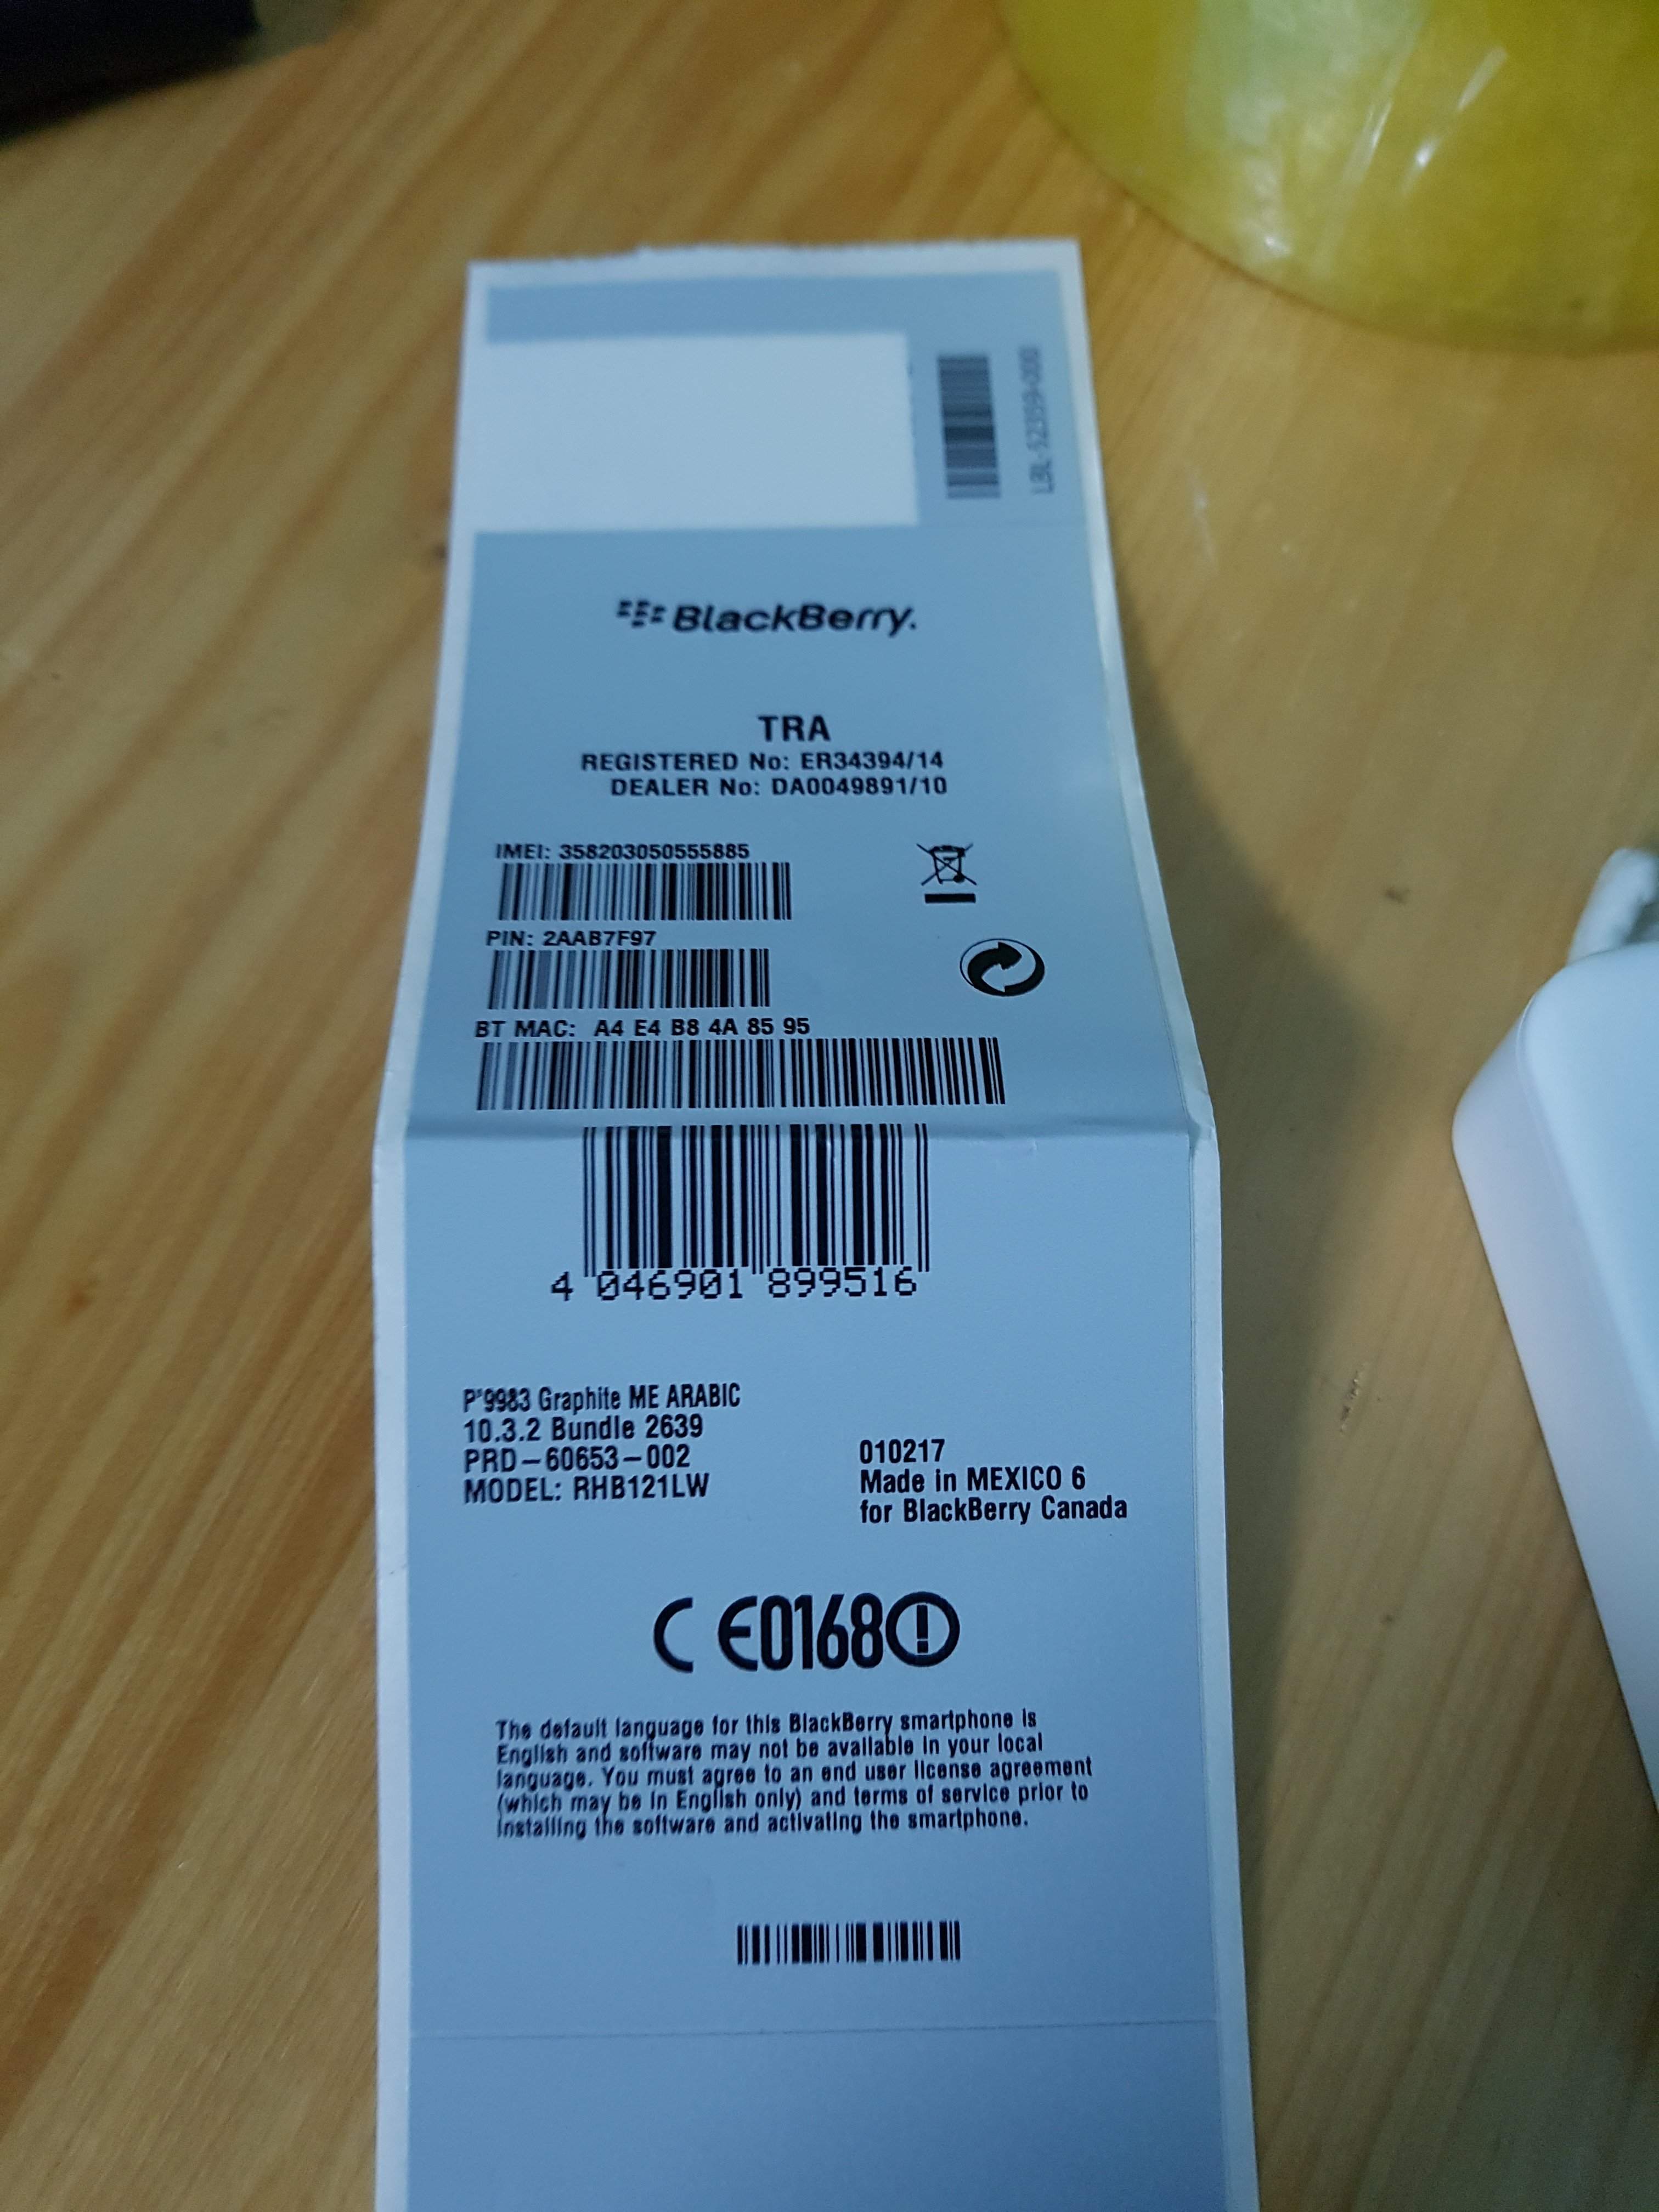 LBL-52359-000
BlackBerry.
TRA
REGISTERED No: ER34394/14
DEALER No: DA0049891/10
IMEI: 358203050555885
PIN: 2AAB7F97
BT MAC: A4 E4 B8 4A 85 95
4 046901 899516
P'9983 Graphite ME ARABIC
10.3.2 Bundle 2639
PRD-60653-002
MODEL: RHB121LW
010217
Made in MEXICO 6
for BlackBerry Canada
CE0168
The default language for this BlackBerry smartphone is
English and software may not be available in your local
language. You must agree to an end user license agreement
(which may be in English only) and terms of service prior to
installing the software and activating the smartphone.